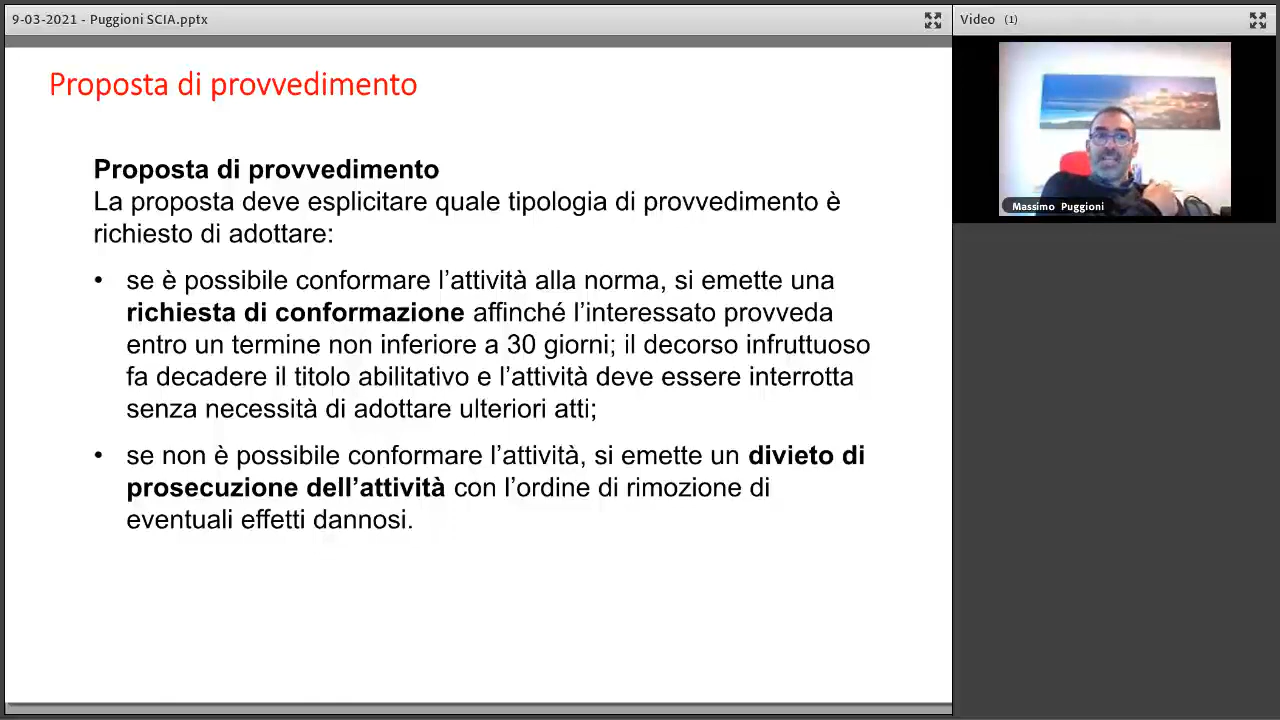 9-03-2021 - Puggioni SCIA.pptx
Video (1)
Proposta di provvedimento
Massimo Puggioni
Proposta di provvedimento
La proposta deve esplicitare quale tipologia di provvedimento è
richiesto di adottare:
• se è possibile conformare l’attività alla norma, si emette una
richiesta di conformazione affinché l’interessato provveda
entro un termine non inferiore a 30 giorni; il decorso infruttuoso
fa decadere il titolo abilitativo e l’attività deve essere interrotta
senza necessità di adottare ulteriori atti;
• se non è possibile conformare l’attività, si emette un divieto di
prosecuzione dell’attività con l’ordine di rimozione di
eventuali effetti dannosi.